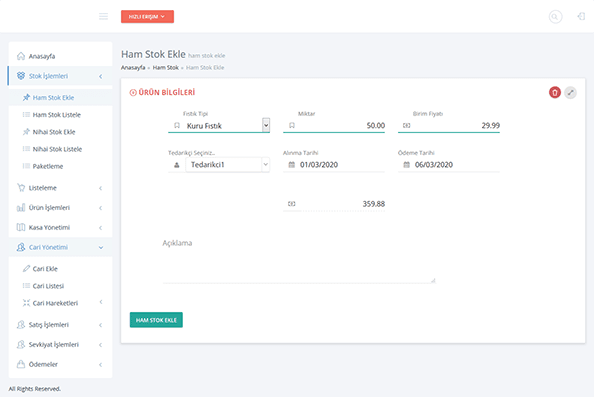 HIZLI ERİŞİM
Anasayfa
Stok İşlemleri
Ham Stok Ekle
Ham Stok Listele
Nihai Stok Ekle
Nihai Stok Listele
Paketleme
Listeleme
Ürün İşlemleri
Kasa Yönetimi
Cari Yönetimi
Cari Ekle
Cari Listesi
Cari Hareketleri
Satış İşlemleri
Sevkiyat İşlemleri
Ödemeler
All Rights Reserved.
Ham Stok Ekle ham stok ekle
Anasayfa » Ham Stok » Ham Stok Ekle
ÜRÜN BİLGİLERİ
Fıstık Tipi Miktar Birim Fiyatı
Kuru Fıstık 50.00 29.99
Tedarikçi Seçiniz.. Alınma Tarihi Ödeme Tarihi
Tedarikci1 01/03/2020 06/03/2020
359.88
Açıklama
HAM STOK EKLE